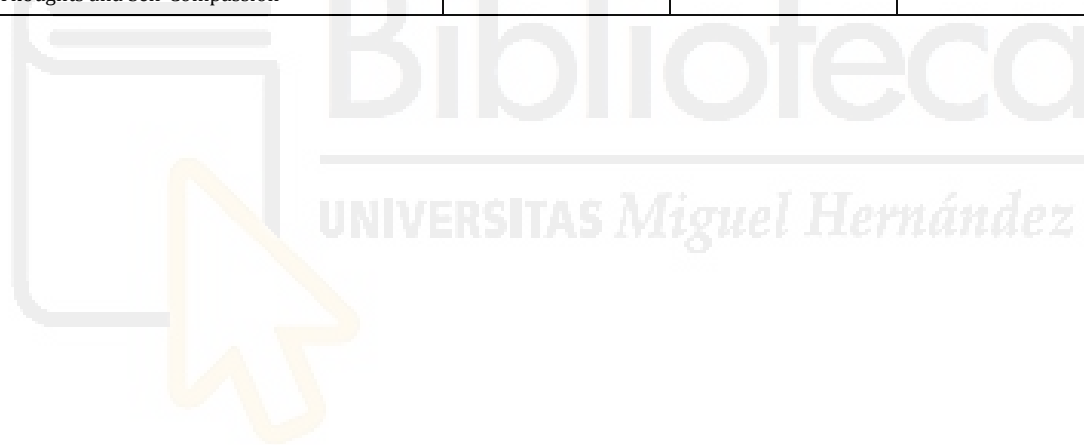 Thoughts and Self-Compassion
Biblioteca
UNIVERSITAS Miguel Hernández